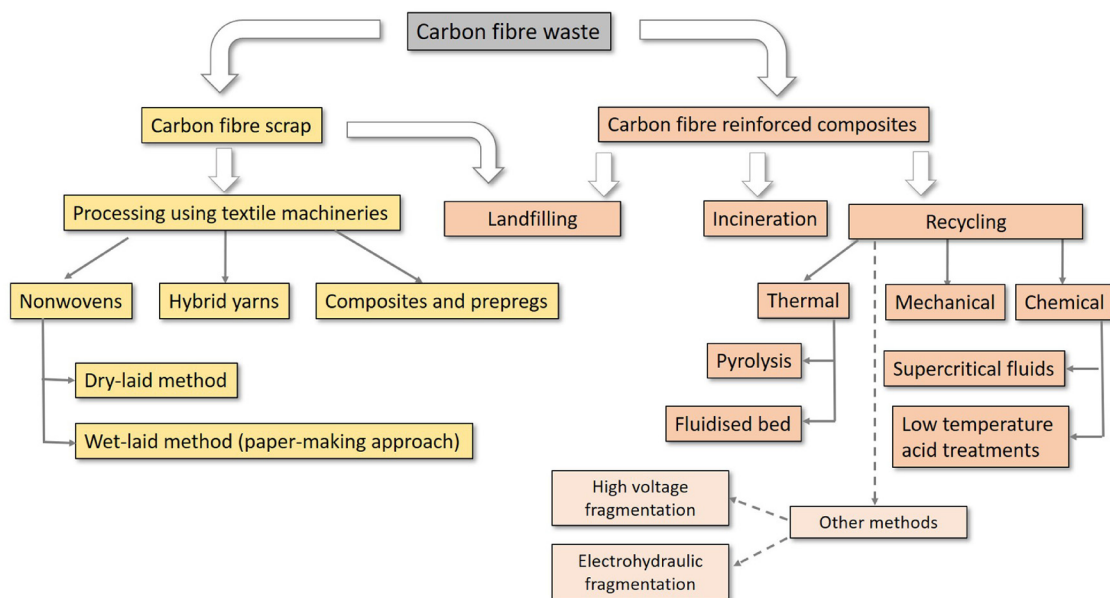 Carbon fibre waste
Carbon fibre scrap
Carbon fibre reinforced composites
Processing using textile machineries
Landfilling
Incineration
Recycling
Nonwovens
Hybrid yarns
Composites and prepregs
Thermal
Mechanical
Chemical
Dry-laid method
Pyrolysis
Supercritical fluids
Wet-laid method (paper-making approach)
Fluidised bed
Low temperature
acid treatments
High voltage
fragmentation
Other methods
Electrohydraulic
fragmentation